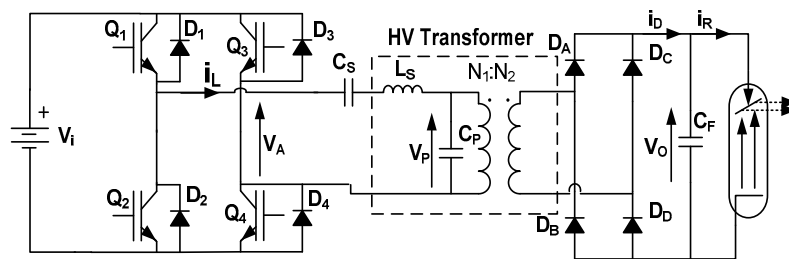 Q1 D1 Q3 D3
HV Transformer
iL CS LS N1:N2
DA iD iR
DC
+
Vi VA VP CP VO CF
Q2 D2 Q4 D4
DB DD